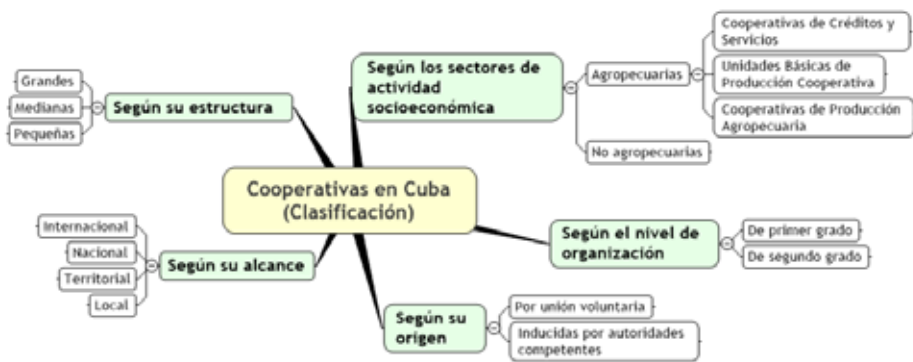 Cooperativas en Cuba
(Clasificación)
Según su estructura
Grandes
Medianas
Pequeñas
Según los sectores de
actividad
socioeconómica
Agropecuarias
Cooperativas de Créditos y
Servicios
Unidades Básicas de
Producción Cooperativa
Cooperativas de Producción
Agropecuaria
No agropecuarias
Según su alcance
Internacional
Nacional
Territorial
Local
Según el nivel de
organización
De primer grado
De segundo grado
Según su
origen
Por unión voluntaria
Inducidas por autoridades
competentes